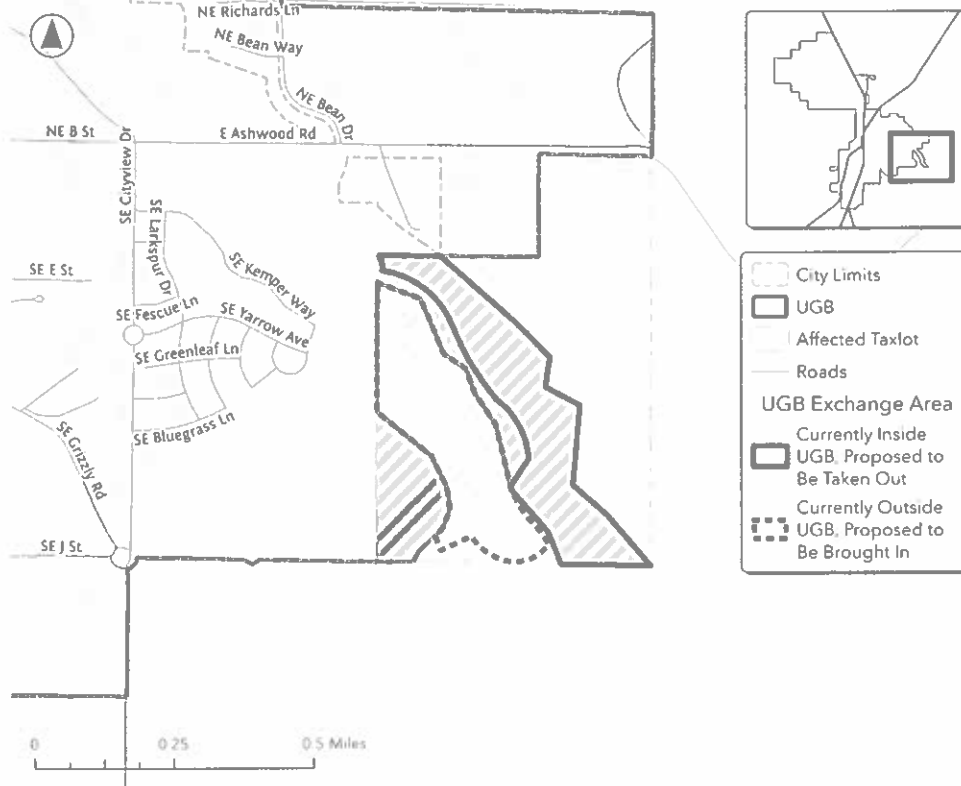 NE Richards Ln
NE Bean Way
NE Bean Dr
NE B St
E Ashwood Rd
SE Cityview Dr
SE Larkspur Dr
SE E St
SE Kemper Way
SE Fescue Ln
SE Yarrow Ave
SE Greenleaf Ln
SE Bluegrass Ln
SE Grizzly Rd
SE J St
0 0.25 0.5 Miles
City Limits
UGB
Affected Taxlot
Roads
UGB Exchange Area
Currently Inside
UGB, Proposed to
Be Taken Out
Currently Outside
UGB, Proposed to
Be Brought In